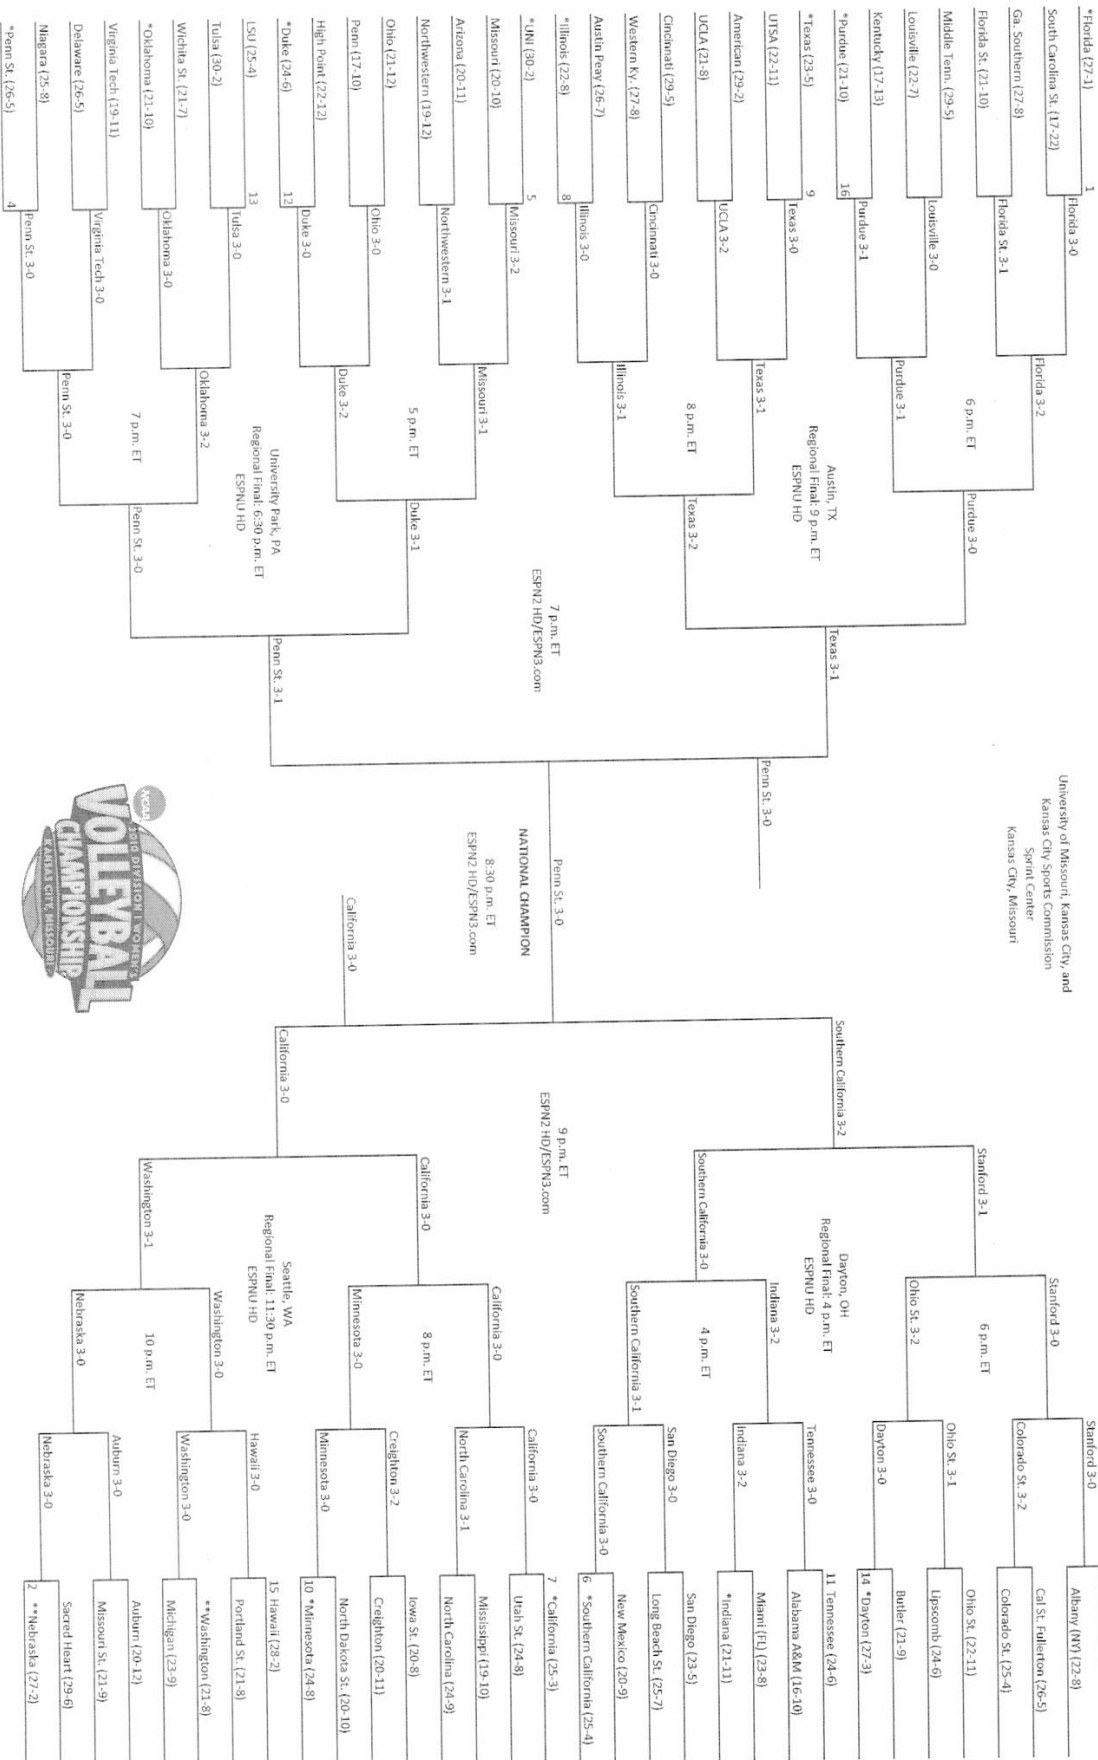 *Florida (27-1)
1
South Carolina St. (17-22)
Ga. Southern (27-8)
Florida St. (21-10)
Middle Tenn. (29-5)
Louisville (22-7)
Kentucky (17-13)
*Purdue (21-10)
16
*Texas (23-5)
9
UTSA (22-11)
American (29-2)
UCLA (21-8)
Cincinnati (29-5)
Western Ky. (27-8)
Austin Peay (26-7)
*Illinois (22-8)
8
*UNI (30-2)
5
Missouri (20-10)
Arizona (20-11)
Northwestern (19-12)
Ohio (21-12)
Penn (17-10)
High Point (22-12)
*Duke (24-6)
12
LSU (25-4)
13
Tulsa (30-2)
Wichita St. (21-7)
*Oklahoma (21-10)
Virginia Tech (19-11)
Delaware (26-5)
Niagara (25-8)
*Penn St. (26-5)
4
Florida 3-0
Florida St. 3-1
Louisville 3-0
Purdue 3-1
Texas 3-0
UCLA 3-2
Cincinnati 3-0
Illinois 3-0
Missouri 3-2
Northwestern 3-1
Ohio 3-0
Duke 3-0
Tulsa 3-0
Oklahoma 3-0
Virginia Tech 3-0
Penn St. 3-0
Florida 3-2
Purdue 3-1
Texas 3-1
Illinois 3-1
Missouri 3-1
Duke 3-2
Oklahoma 3-2
Penn St. 3-0
6 p.m. ET
8 p.m. ET
5 p.m. ET
7 p.m. ET
Austin, TX
Regional Final: 9 p.m. ET
ESPNU HD
University Park, PA
Regional Final: 6:30 p.m. ET
ESPNU HD
Purdue 3-0
Texas 3-2
Duke 3-1
Penn St. 3-0
7 p.m. ET
ESPN2 HD/ESPN3.com
Texas 3-1
Penn St. 3-1
Penn St. 3-0
University of Missouri, Kansas City, and
Kansas City Sports Commission
Sprint Center
Kansas City, Missouri
Penn St. 3-0
NATIONAL CHAMPION
8:30 p.m. ET
ESPN2 HD/ESPN3.com
NCAA
2010 DIVISION I WOMEN'S
VOLLEYBALL
CHAMPIONSHIP
KANSAS CITY, MISSOURI
California 3-0
Southern California 3-2
California 3-0
9 p.m. ET
ESPN2 HD/ESPN3.com
Stanford 3-1
Southern California 3-0
California 3-0
Washington 3-1
Dayton, OH
Regional Final: 4 p.m. ET
ESPNU HD
Seattle, WA
Regional Final: 11:30 p.m. ET
ESPNU HD
Stanford 3-0
Ohio St. 3-2
Indiana 3-2
Southern California 3-1
California 3-0
Minnesota 3-0
Washington 3-0
Nebraska 3-0
6 p.m. ET
4 p.m. ET
8 p.m. ET
10 p.m. ET
Stanford 3-0
Colorado St. 3-2
Ohio St. 3-1
Dayton 3-0
Tennessee 3-0
Indiana 3-2
San Diego 3-0
Southern California 3-0
California 3-0
North Carolina 3-1
Creighton 3-2
Minnesota 3-0
Hawaii 3-0
Washington 3-0
Auburn 3-0
Nebraska 3-0
Albany (NY) (22-8)
Cal St. Fullerton (26-5)
Colorado St. (25-4)
Ohio St. (22-11)
Lipscomb (24-6)
Butler (21-9)
14 *Dayton (27-3)
11 Tennessee (24-6)
Alabama A&M (16-10)
Miami (FL) (23-8)
*Indiana (21-11)
San Diego (23-5)
Long Beach St. (25-7)
New Mexico (20-9)
6 *Southern California (25-4)
7 *California (25-3)
Utah St. (24-8)
Mississippi (19-10)
North Carolina (24-9)
Iowa St. (20-8)
Creighton (20-11)
North Dakota St. (20-10)
10 *Minnesota (24-8)
15 Hawaii (28-2)
Portland St. (21-8)
**Washington (21-8)
Michigan (23-9)
Auburn (20-12)
Missouri St. (21-9)
Sacred Heart (29-6)
2 **Nebraska (27-2)